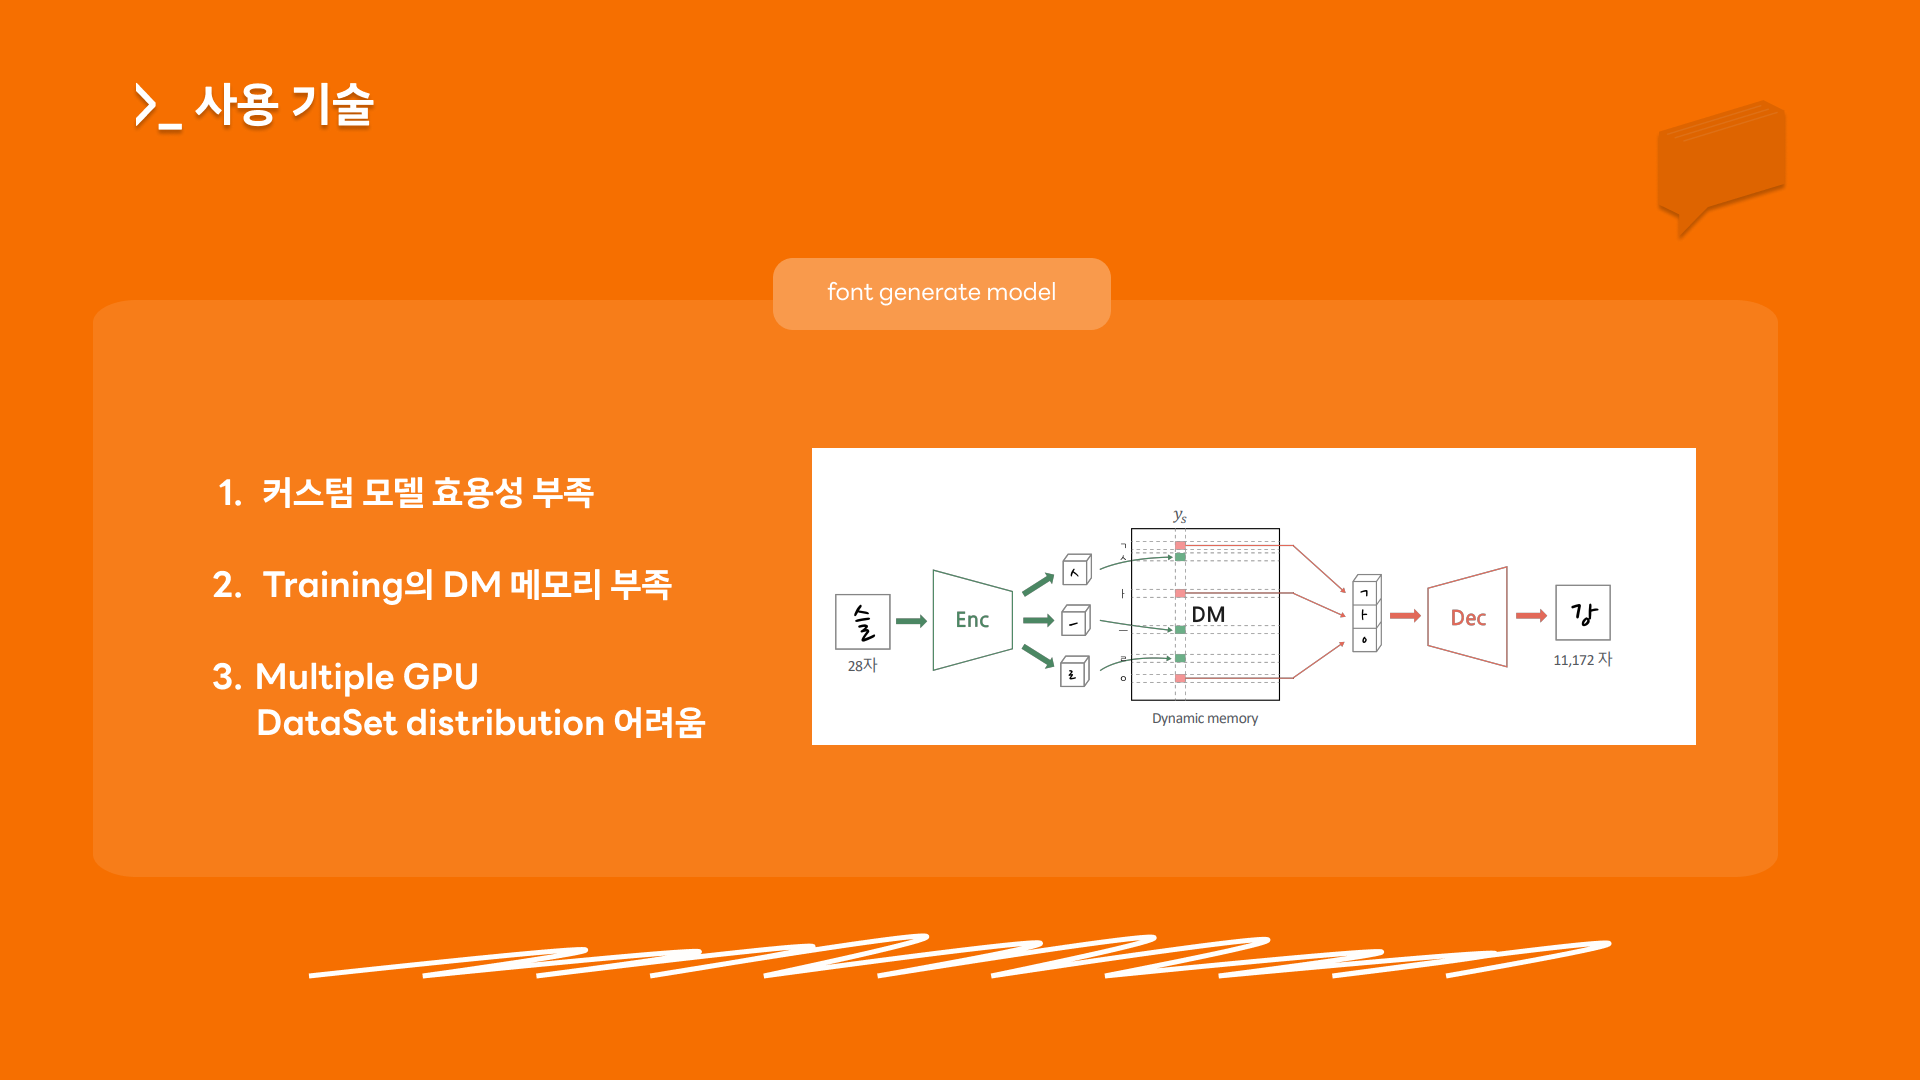 >_ 사용 기술
font generate model
1. 커스텀 모델 효용성 부족
2. Training의 DM 메모리 부족
3. Multiple GPU
DataSet distribution 어려움
슬
28자
Enc
ㅅ
ㅡ
ㄹ
ys
ㄱ
ㅅ
ㅏ
ㅡ
ㄹ
ㅇ
DM
Dynamic memory
ㄱ
ㅏ
ㅇ
Dec
강
11,172 자